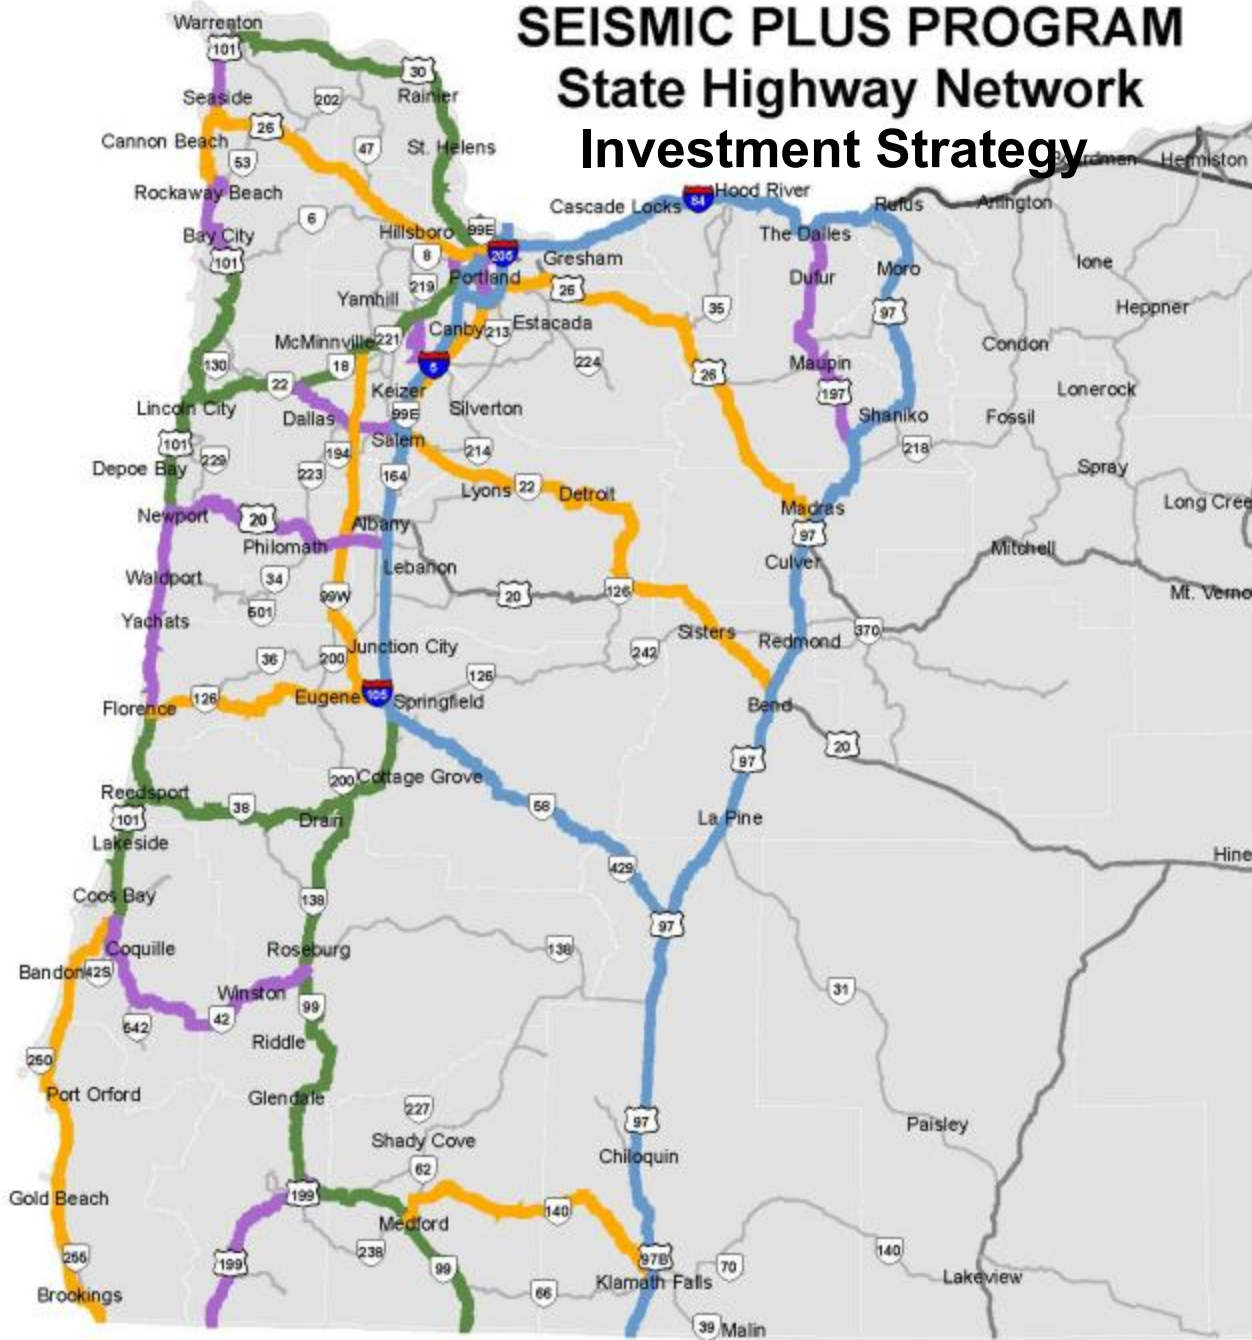 SEISMIC PLUS PROGRAM
State Highway Network
Investment Strategy
Warrenton
101
30
Seaside
202
Rainier
26
Cannon Beach
47
St. Helens
53
Boardman
Hermiston
Rockaway Beach
84
Hood River
Cascade Locks
Rufus
Arlington
6
Bay City
Hillsboro
99E
The Dalles
101
8
205
Gresham
Ione
Moro
Portland
Dufur
219
26
Yamhill
35
97
Heppner
Canby
213
Estacada
McMinnville
221
Condon
130
18
5
224
Maupin
26
22
Keizer
197
Lonerock
Lincoln City
Dallas
99E
Silverton
Shaniko
Fossil
101
Salem
229
194
214
218
Depoe Bay
223
164
Spray
Lyons
22
Detroit
Long Cree
Newport
20
Albany
Madras
97
Philomath
Mitchell
Waldport
34
Lebanon
Culver
99W
20
126
Mt. Verno
501
Yachats
370
Sisters
Redmond
36
200
Junction City
242
126
126
Eugene
105
Springfield
Florence
Bend
20
97
200
Cottage Grove
Reedsport
38
58
101
Drain
La Pine
Lakeside
Hine
429
Coos Bay
138
97
Coquille
Roseburg
138
Bandon
42S
Winston
31
99
542
42
Riddle
250
Port Orford
Glendale
227
97
Paisley
Shady Cove
62
Chiloquin
Gold Beach
199
140
Medford
255
199
238
99
97B
140
70
Klamath Falls
Lakeview
Brookings
66
39
Malin